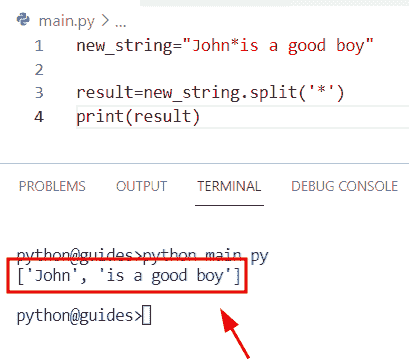 main.py > ...
1 new_string="John*is a good boy"
2
3 result=new_string.split('*')
4 print(result)
PROBLEMS OUTPUT TERMINAL DEBUG CONSOLE
python@guides>python main.py
['John', 'is a good boy']
python@guides>